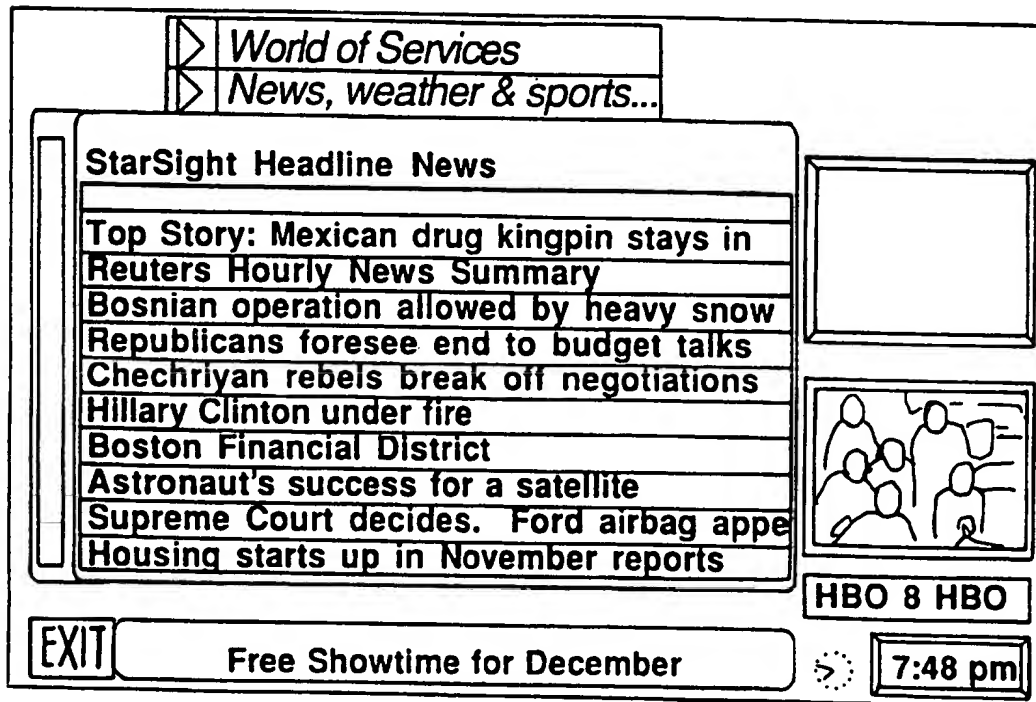 World of Services
News, weather & sports...
StarSight Headline News
Top Story: Mexican drug kingpin stays in
Reuters Hourly News Summary
Bosnian operation allowed by heavy snow
Republicans foresee end to budget talks
Chechriyan rebels break off negotiations
Hillary Clinton under fire
Boston Financial District
Astronaut's success for a satellite
Supreme Court decides. Ford airbag appe
Housing starts up in November reports
HBO 8 HBO
EXIT
Free Showtime for December
7:48 pm